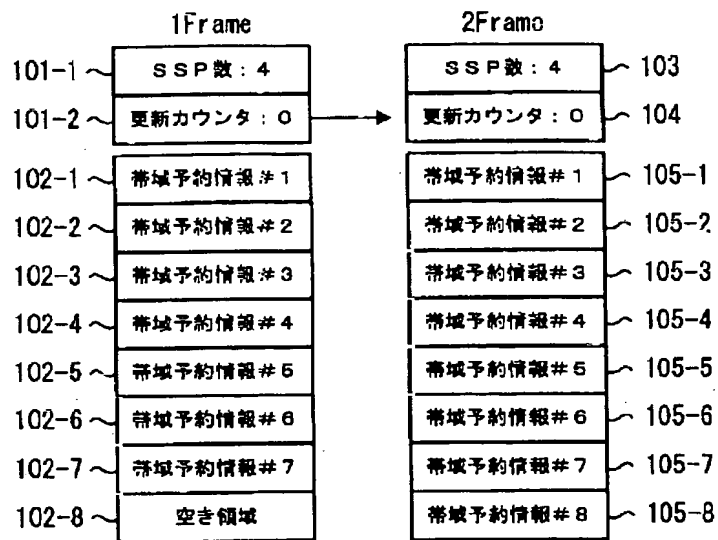 1Frame
2Frame
101-1 SSP数：4
SSP数：4 103
101-2 更新カウンタ：0
更新カウンタ：0 104
102-1 帯域予約情報#1
帯域予約情報#1 105-1
102-2 帯域予約情報#2
帯域予約情報#2 105-2
102-3 帯域予約情報#3
帯域予約情報#3 105-3
102-4 帯域予約情報#4
帯域予約情報#4 105-4
102-5 帯域予約情報#5
帯域予約情報#5 105-5
102-6 帯域予約情報#6
帯域予約情報#6 105-6
102-7 帯域予約情報#7
帯域予約情報#7 105-7
102-8 空き領域
帯域予約情報#8 105-8